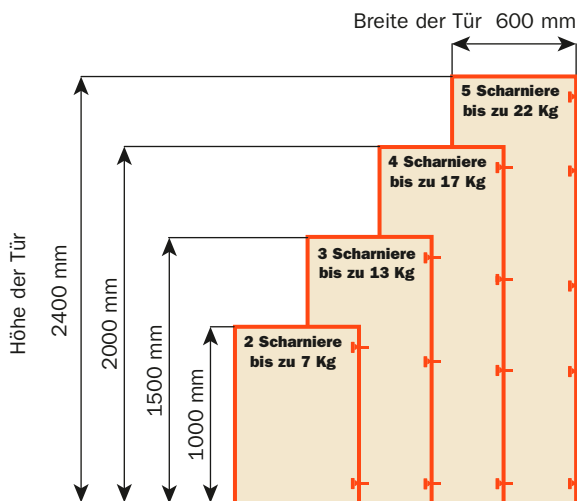 Breite der Tür 600 mm
5 Scharniere
bis zu 22 Kg
4 Scharniere
bis zu 17 Kg
3 Scharniere
bis zu 13 Kg
2 Scharniere
bis zu 7 Kg
Höhe der Tür
2400 mm
2000 mm
1500 mm
1000 mm